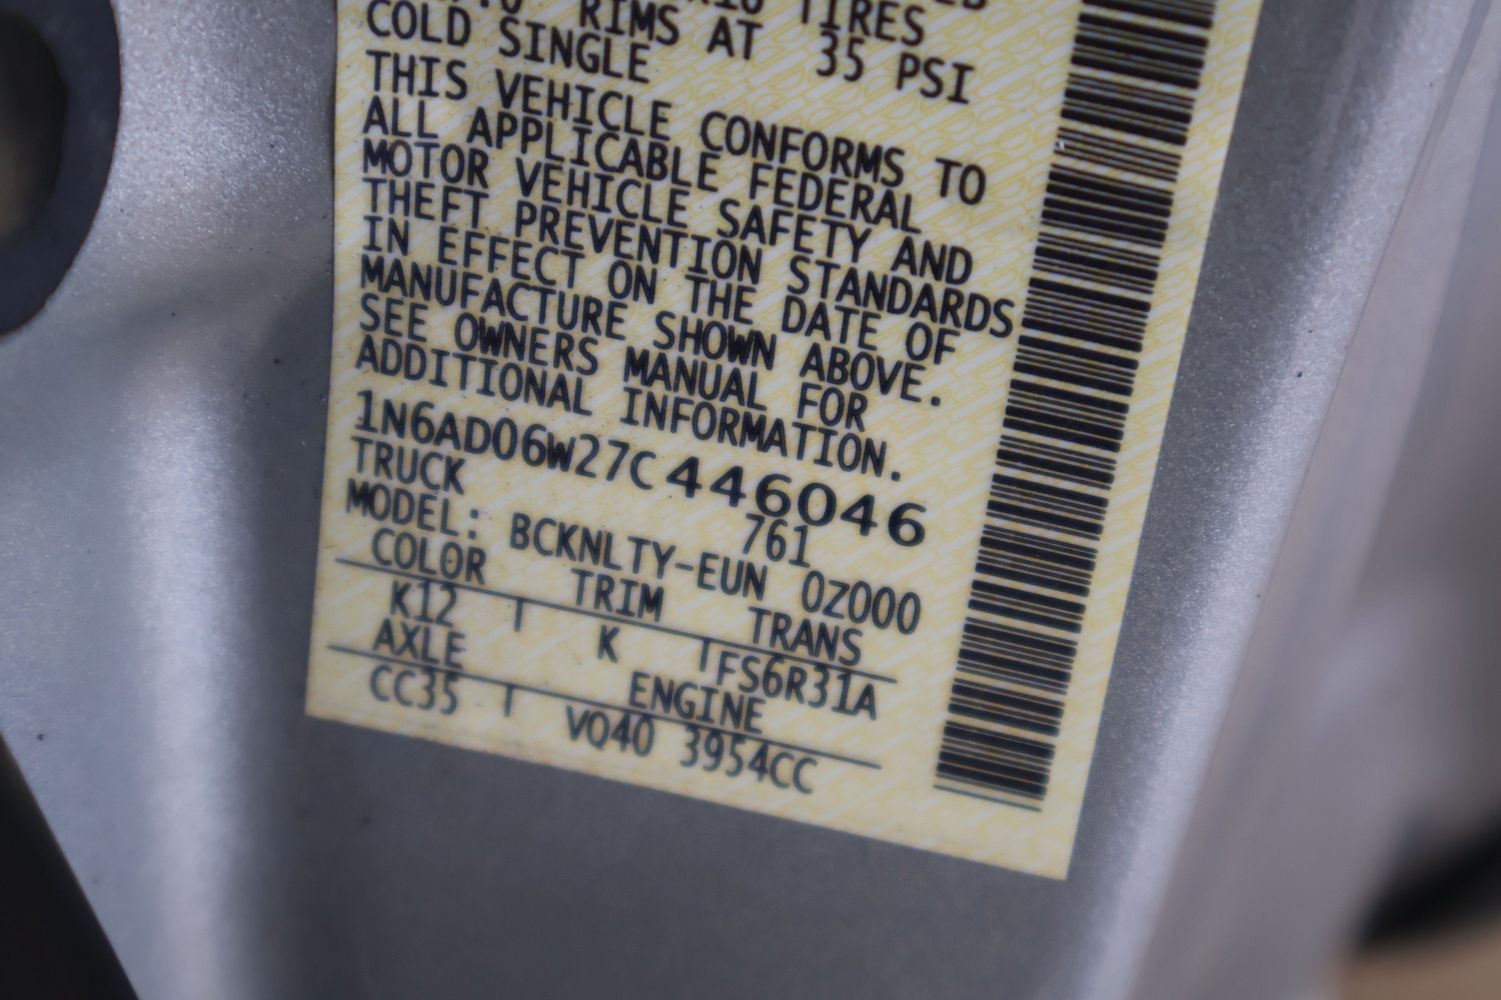 RIMS AT 35 PSI
COLD SINGLE
THIS VEHICLE CONFORMS TO
ALL APPLICABLE FEDERAL
MOTOR VEHICLE SAFETY AND
THEFT PREVENTION STANDARDS
IN EFFECT ON THE DATE OF
MANUFACTURE SHOWN ABOVE.
SEE OWNERS MANUAL FOR
ADDITIONAL INFORMATION.
1N6AD06W27C446046
TRUCK 761
MODEL: BCKNLTY-EUN 0Z000
COLOR TRIM TRANS
K12 K FS6R31A
AXLE ENGINE
CC35 VQ40 3954CC